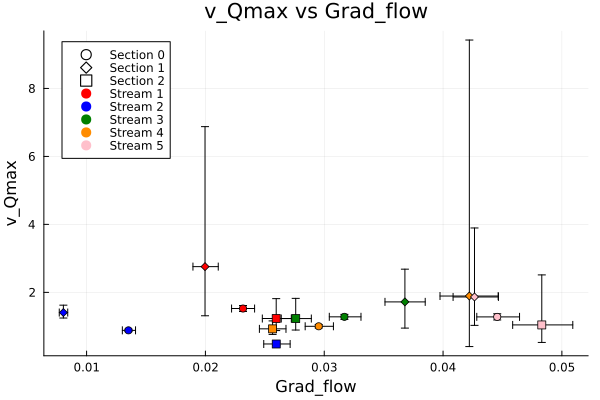 v_Qmax vs Grad_flow
Section 0
Section 1
Section 2
Stream 1
Stream 2
Stream 3
Stream 4
Stream 5
v_Qmax
8
6
4
2
0.01 0.02 0.03 0.04 0.05
Grad_flow